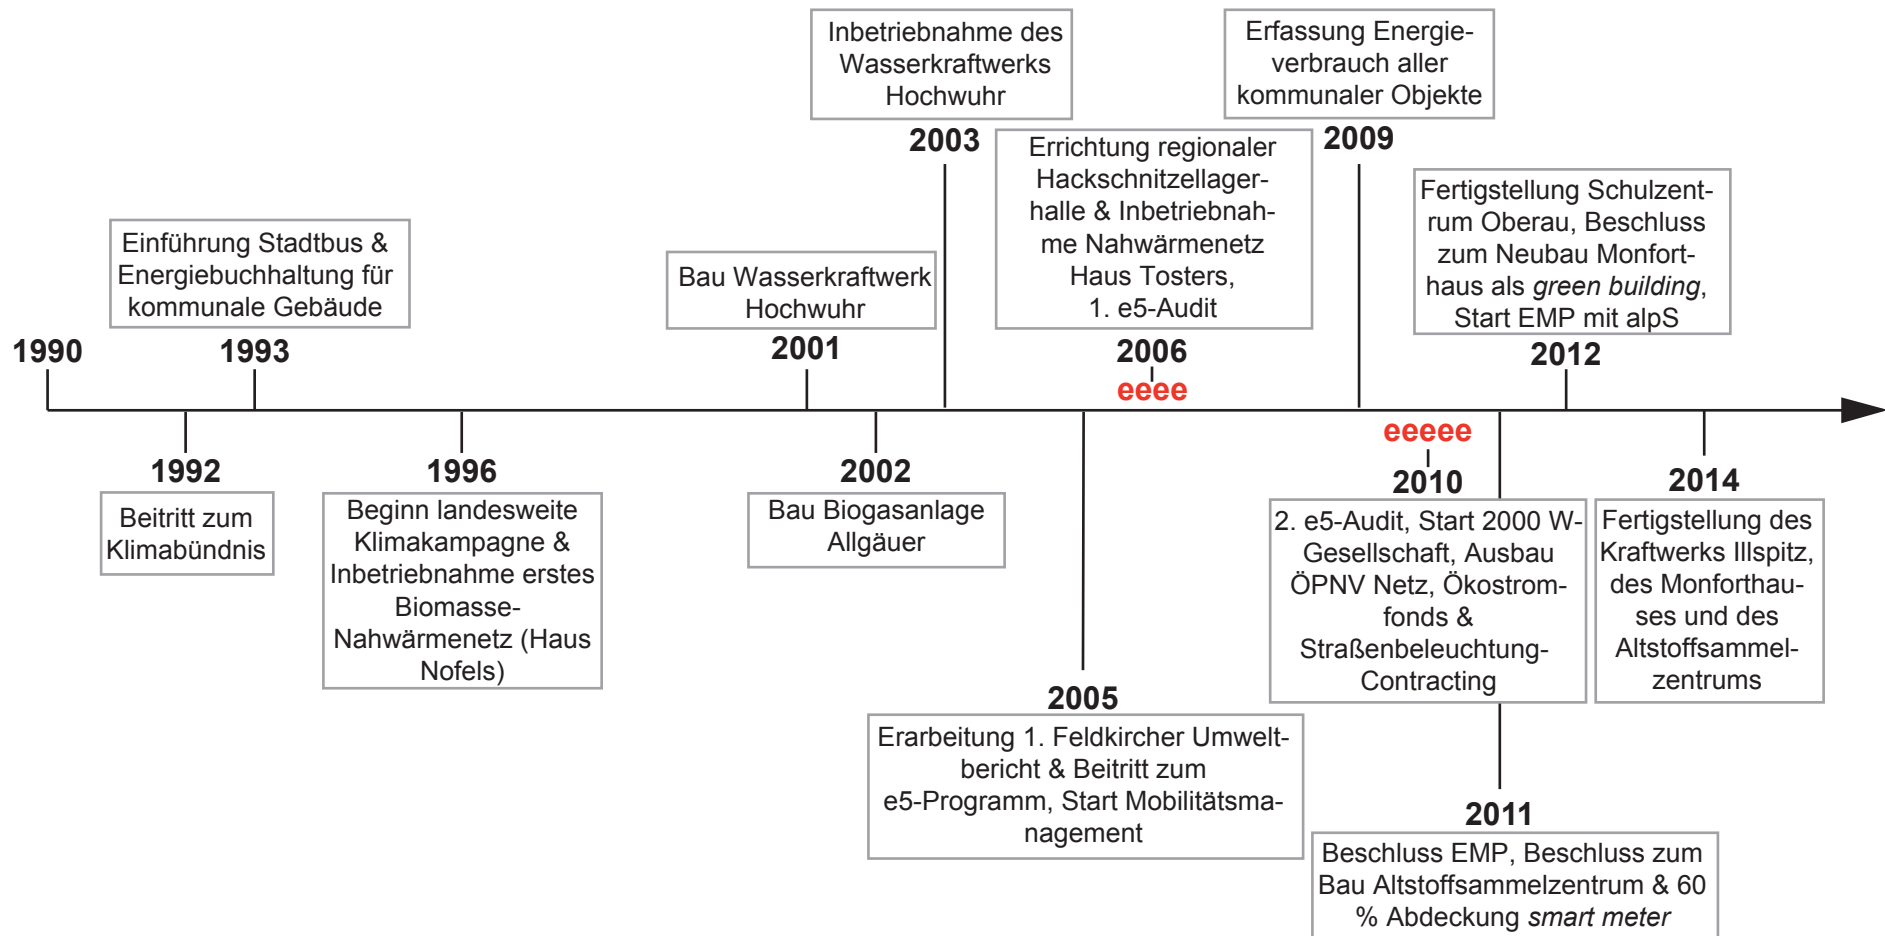 1990
Einführung Stadtbus &
Energiebuchhaltung für
kommunale Gebäude
1993
Bau Wasserkraftwerk
Hochwuhr
2001
Inbetriebnahme des
Wasserkraftwerks
Hochwuhr
2003
Errichtung regionaler
Hackschnitzellager-
halle & Inbetriebnah-
me Nahwärmenetz
Haus Tosters,
1. e5-Audit
2006
eeee
Erfassung Energie-
verbrauch aller
kommunaler Objekte
2009
Fertigstellung Schulzent-
rum Oberau, Beschluss
zum Neubau Monfort-
haus als green building,
Start EMP mit alpS
2012
1992
Beitritt zum
Klimabündnis
1996
Beginn landesweite
Klimakampagne &
Inbetriebnahme erstes
Biomasse-
Nahwärmenetz (Haus
Nofels)
2002
Bau Biogasanlage
Allgäuer
2005
Erarbeitung 1. Feldkircher Umwelt-
bericht & Beitritt zum
e5-Programm, Start Mobilitätsma-
nagement
eeeee
2010
2. e5-Audit, Start 2000 W-
Gesellschaft, Ausbau
ÖPNV Netz, Ökostrom-
fonds &
Straßenbeleuchtung-
Contracting
2011
Beschluss EMP, Beschluss zum
Bau Altstoffsammelzentrum & 60
% Abdeckung smart meter
2014
Fertigstellung des
Kraftwerks Illspitz,
des Monforthau-
ses und des
Altstoffsammel-
zentrums